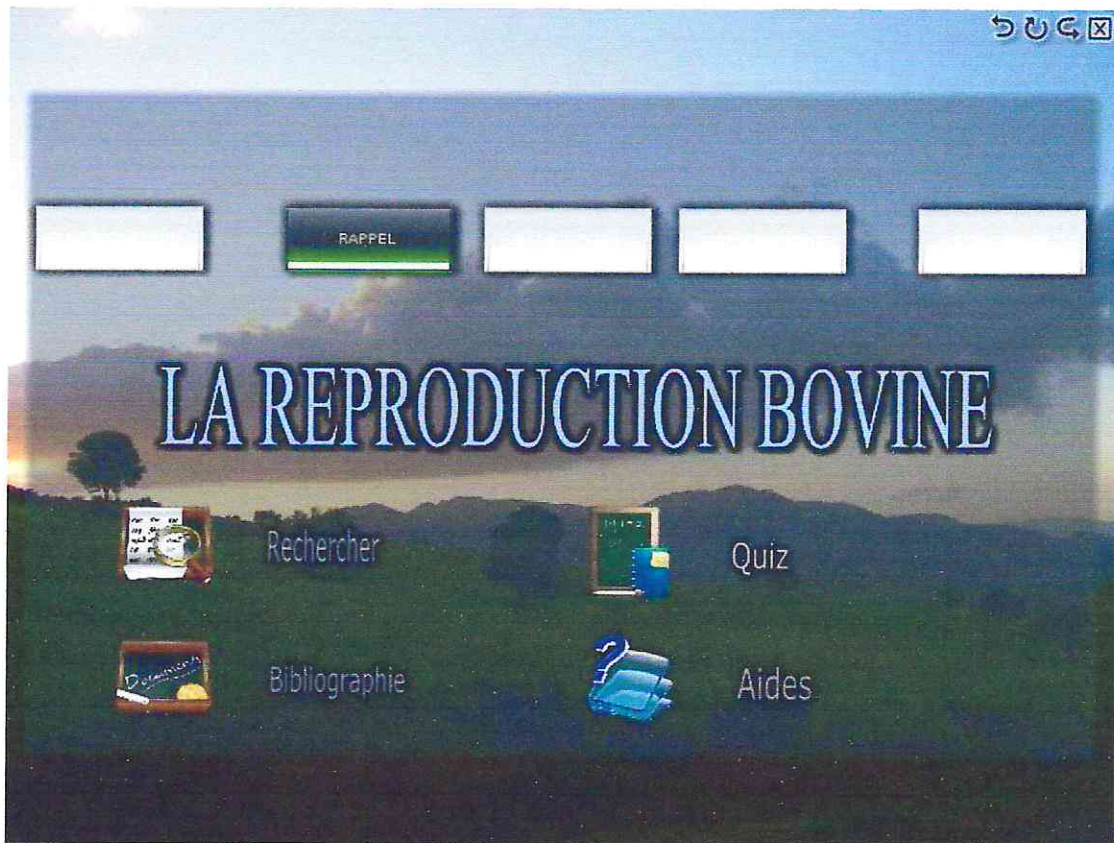 RAPPEL
LA REPRODUCTION BOVINE
Rechercher
Quiz
Bibliographie
Aides